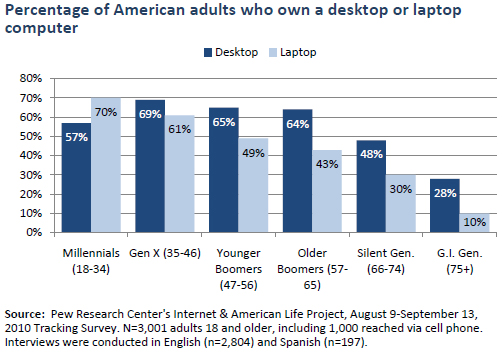 Percentage of American adults who own a desktop or laptop
computer
Desktop Laptop
80%
70%
60%
50%
40%
30%
20%
10%
0%
57% 70% 69% 61% 65% 49% 64% 43% 48% 30% 28% 10%
Millennials Gen X (35-46) Younger Older Silent Gen. G.I. Gen.
(18-34) Boomers Boomers (57- (66-74) (75+)
(47-56) 65)
Source: Pew Research Center's Internet & American Life Project, August 9-September 13,
2010 Tracking Survey. N=3,001 adults 18 and older, including 1,000 reached via cell phone.
Interviews were conducted in English (n=2,804) and Spanish (n=197).